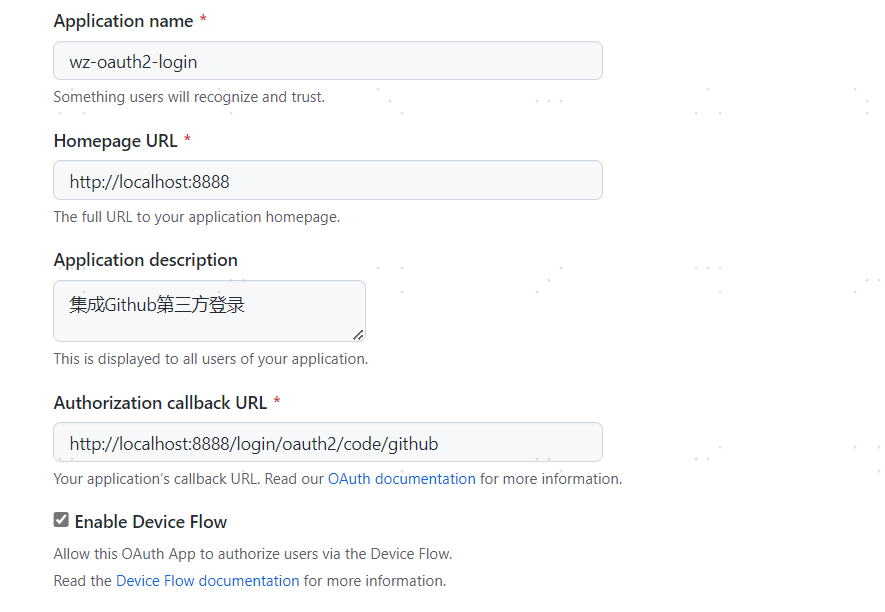 Application name *
wz-oauth2-login
Something users will recognize and trust.
Homepage URL *
http://localhost:8888
The full URL to your application homepage.
Application description
集成Github第三方登录
This is displayed to all users of your application.
Authorization callback URL *
http://localhost:8888/login/oauth2/code/github
Your application’s callback URL. Read our OAuth documentation for more information.
Enable Device Flow
Allow this OAuth App to authorize users via the Device Flow.
Read the Device Flow documentation for more information.